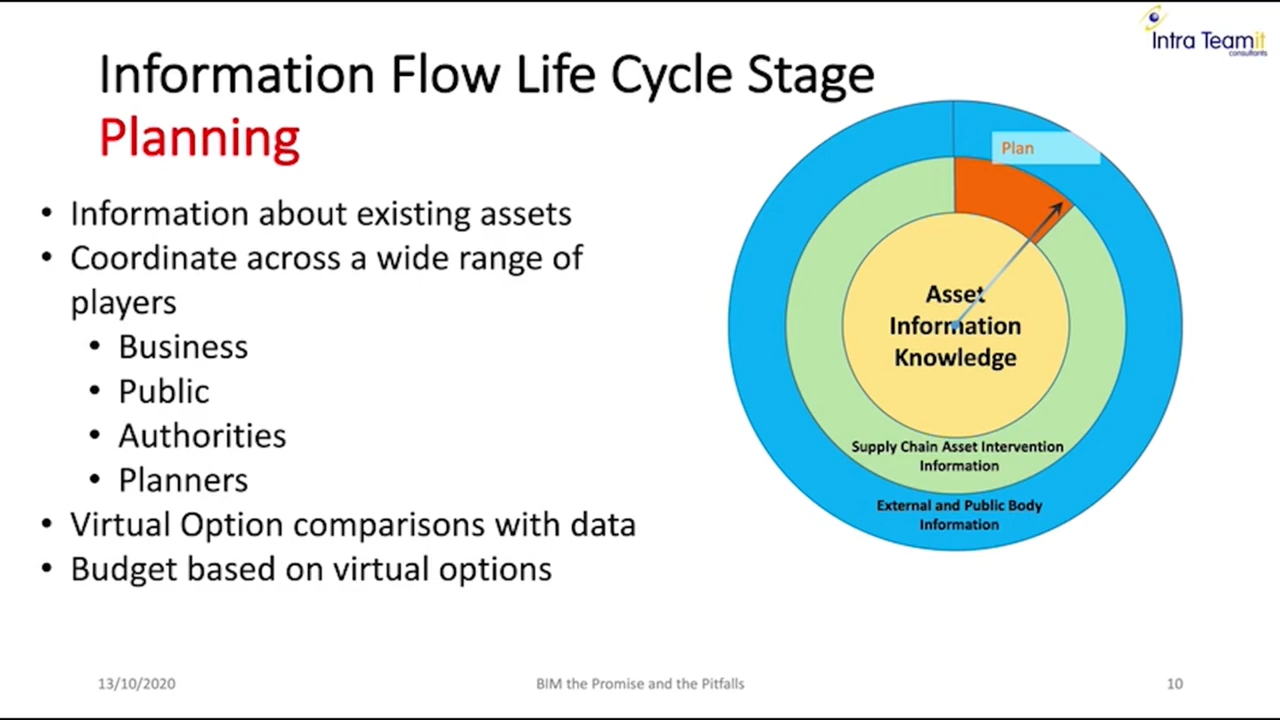 Intra Teamit
consultants
Information Flow Life Cycle Stage
Planning
• Information about existing assets
• Coordinate across a wide range of
players
• Business
• Public
• Authorities
• Planners
• Virtual Option comparisons with data
• Budget based on virtual options
Plan
Asset
Information
Knowledge
Supply Chain Asset Intervention
Information
External and Public Body
Information
13/10/2020
BIM the Promise and the Pitfalls
10